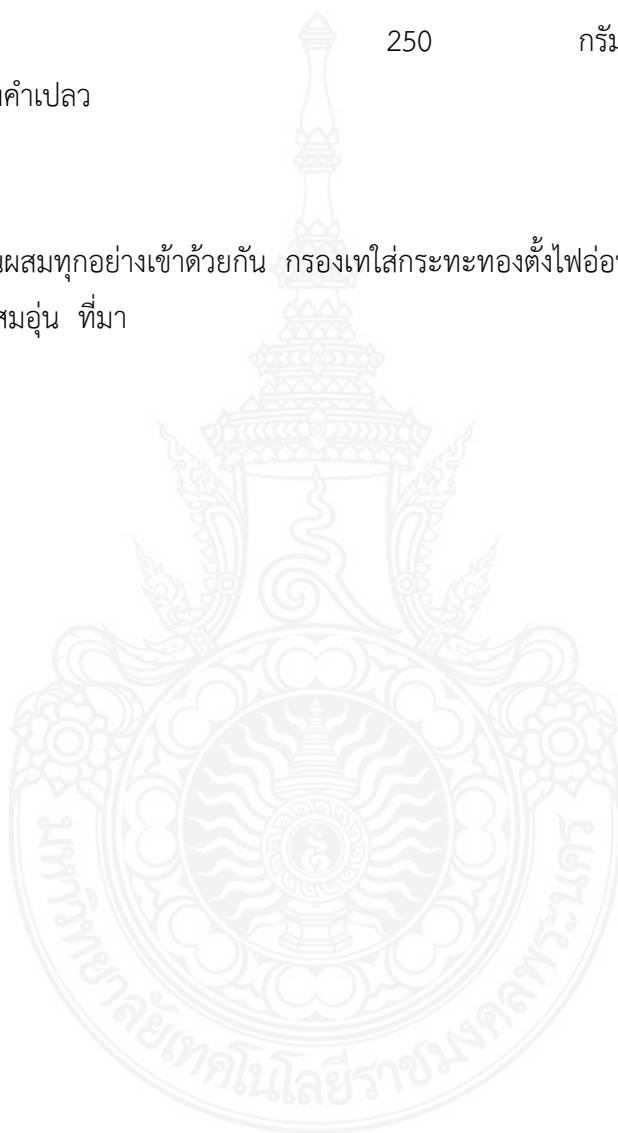 250 กรัม
คำเปลว
นผสมทุกอย่างเข้าด้วยกัน กรองเทใส่กระทะทองตั้งไฟอ่อน
สมอุ่น ที่มา
มหาวิทยาลัยเทคโนโลยีราชมงคลพระนคร